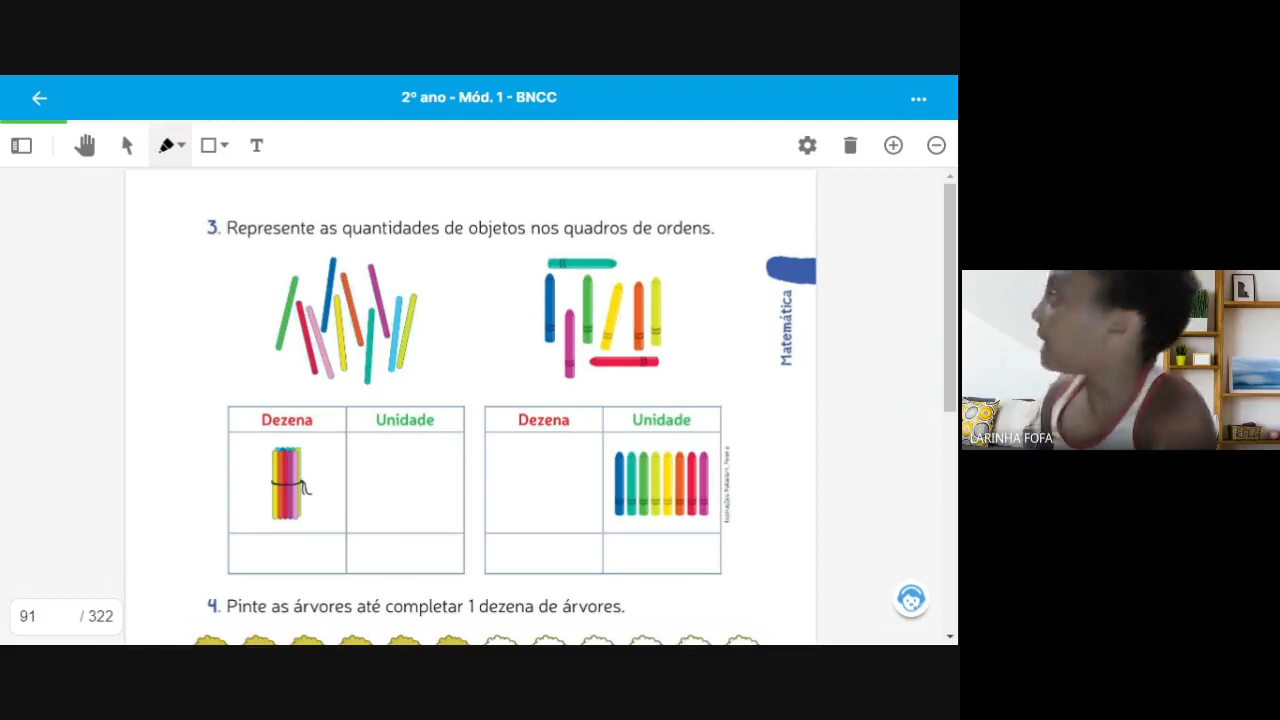 2º ano - Mód. 1 - BNCC
T
3. Represente as quantidades de objetos nos quadros de ordens.
Matemática
Dezena Unidade
Dezena Unidade
4. Pinte as árvores até completar 1 dezena de árvores.
91 / 322
LARINHA FOFA